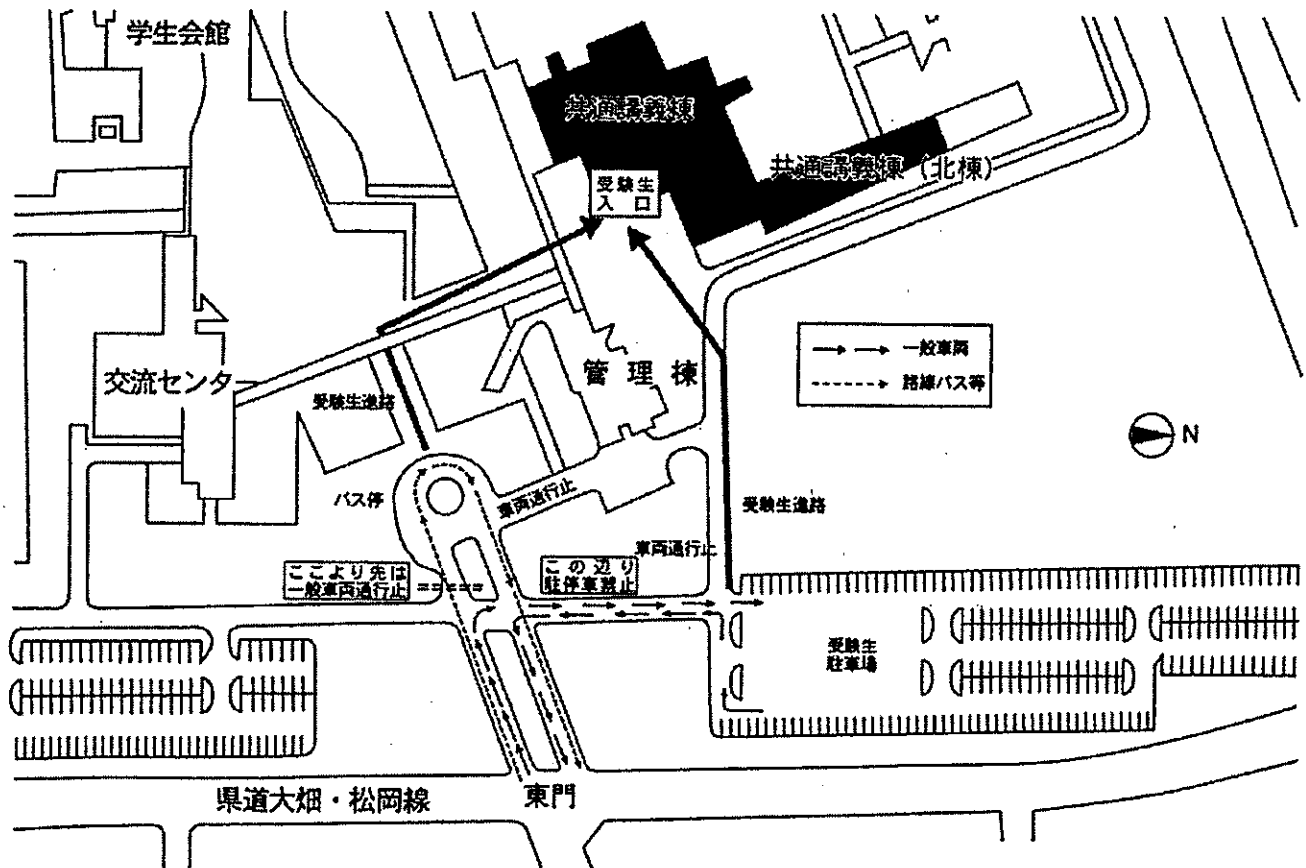 学生会館
共通講義棟
共通講義棟（北棟）
受験生
入口
管理棟
一般車両
路線バス等
交流センター
受験生進路
N
バス停
車両通行止
受験生進路
車両通行止
ここより先は
一般車両通行止
この辺り
駐停車禁止
受験生
駐車場
県道大畑・松岡線
東門